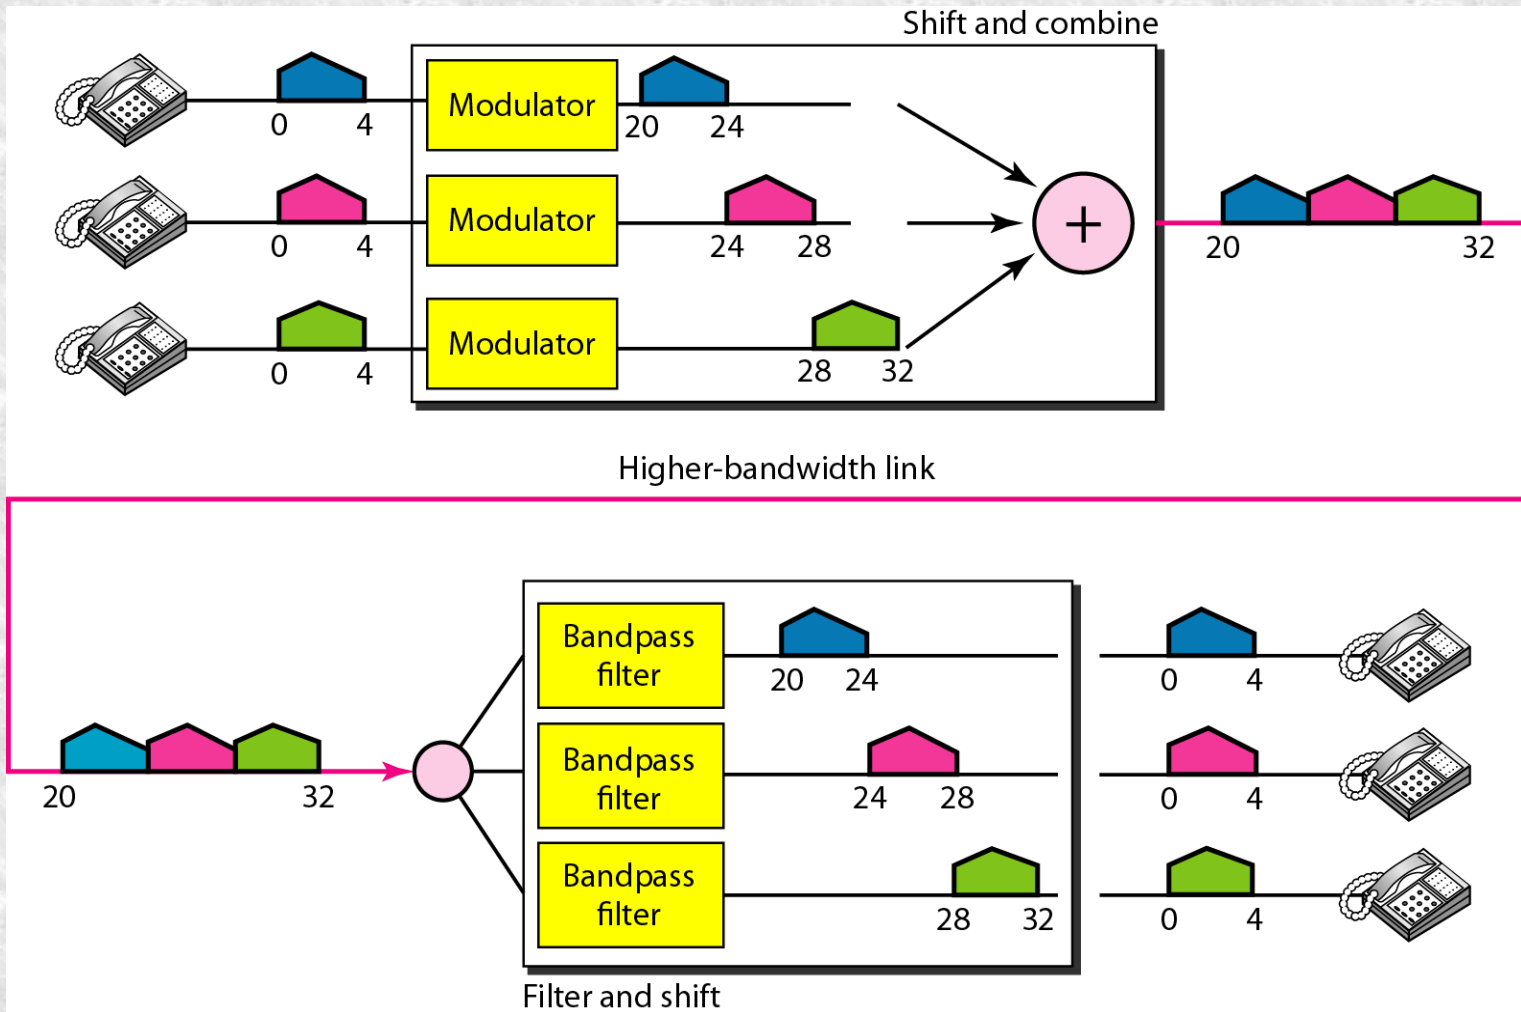 Shift and combine
0 4 Modulator 20 24
0 4 Modulator 24 28
+
20 32
0 4 Modulator 28 32
Higher-bandwidth link
Bandpass
filter
20 24
0 4
20 32
Bandpass
filter
24 28
0 4
Bandpass
filter
28 32
0 4
Filter and shift